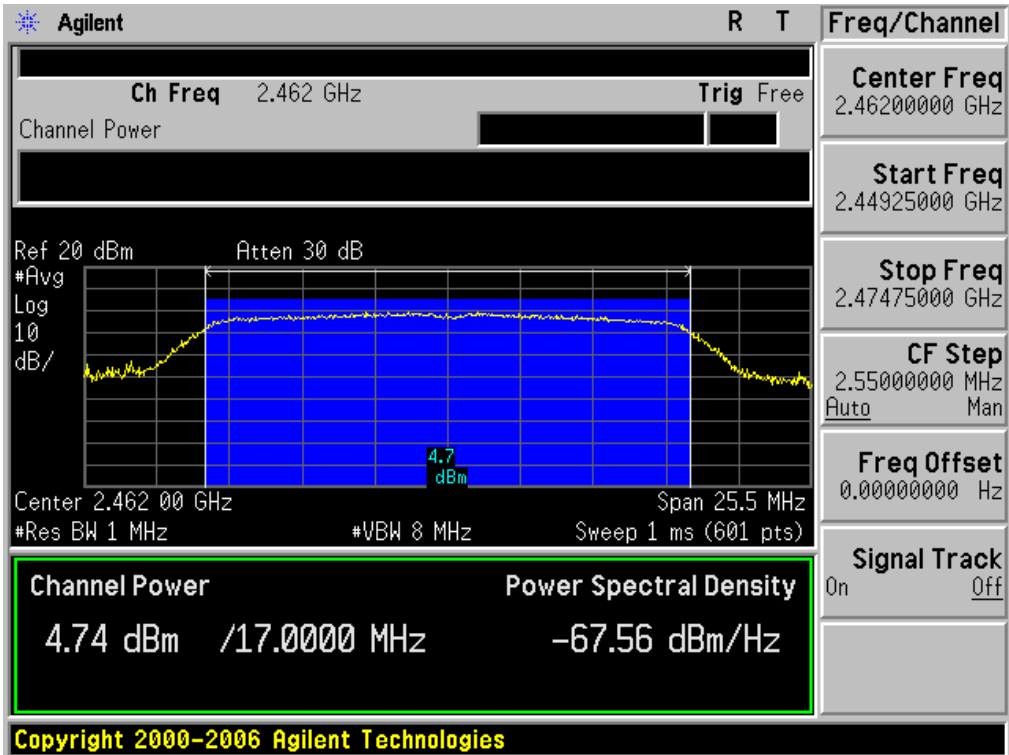 Agilent R T
Ch Freq 2.462 GHz Trig Free
Channel Power
Ref 20 dBm Atten 30 dB
#Avg
Log
10
dB/
4.7
dBm
Center 2.462 00 GHz Span 25.5 MHz
#Res BW 1 MHz #VBW 8 MHz Sweep 1 ms (601 pts)
Channel Power Power Spectral Density
4.74 dBm /17.0000 MHz -67.56 dBm/Hz
Copyright 2000-2006 Agilent Technologies
Freq/Channel
Center Freq
2.46200000 GHz
Start Freq
2.44925000 GHz
Stop Freq
2.47475000 GHz
CF Step
2.55000000 MHz
Auto Man
Freq Offset
0.00000000 Hz
Signal Track
On Off